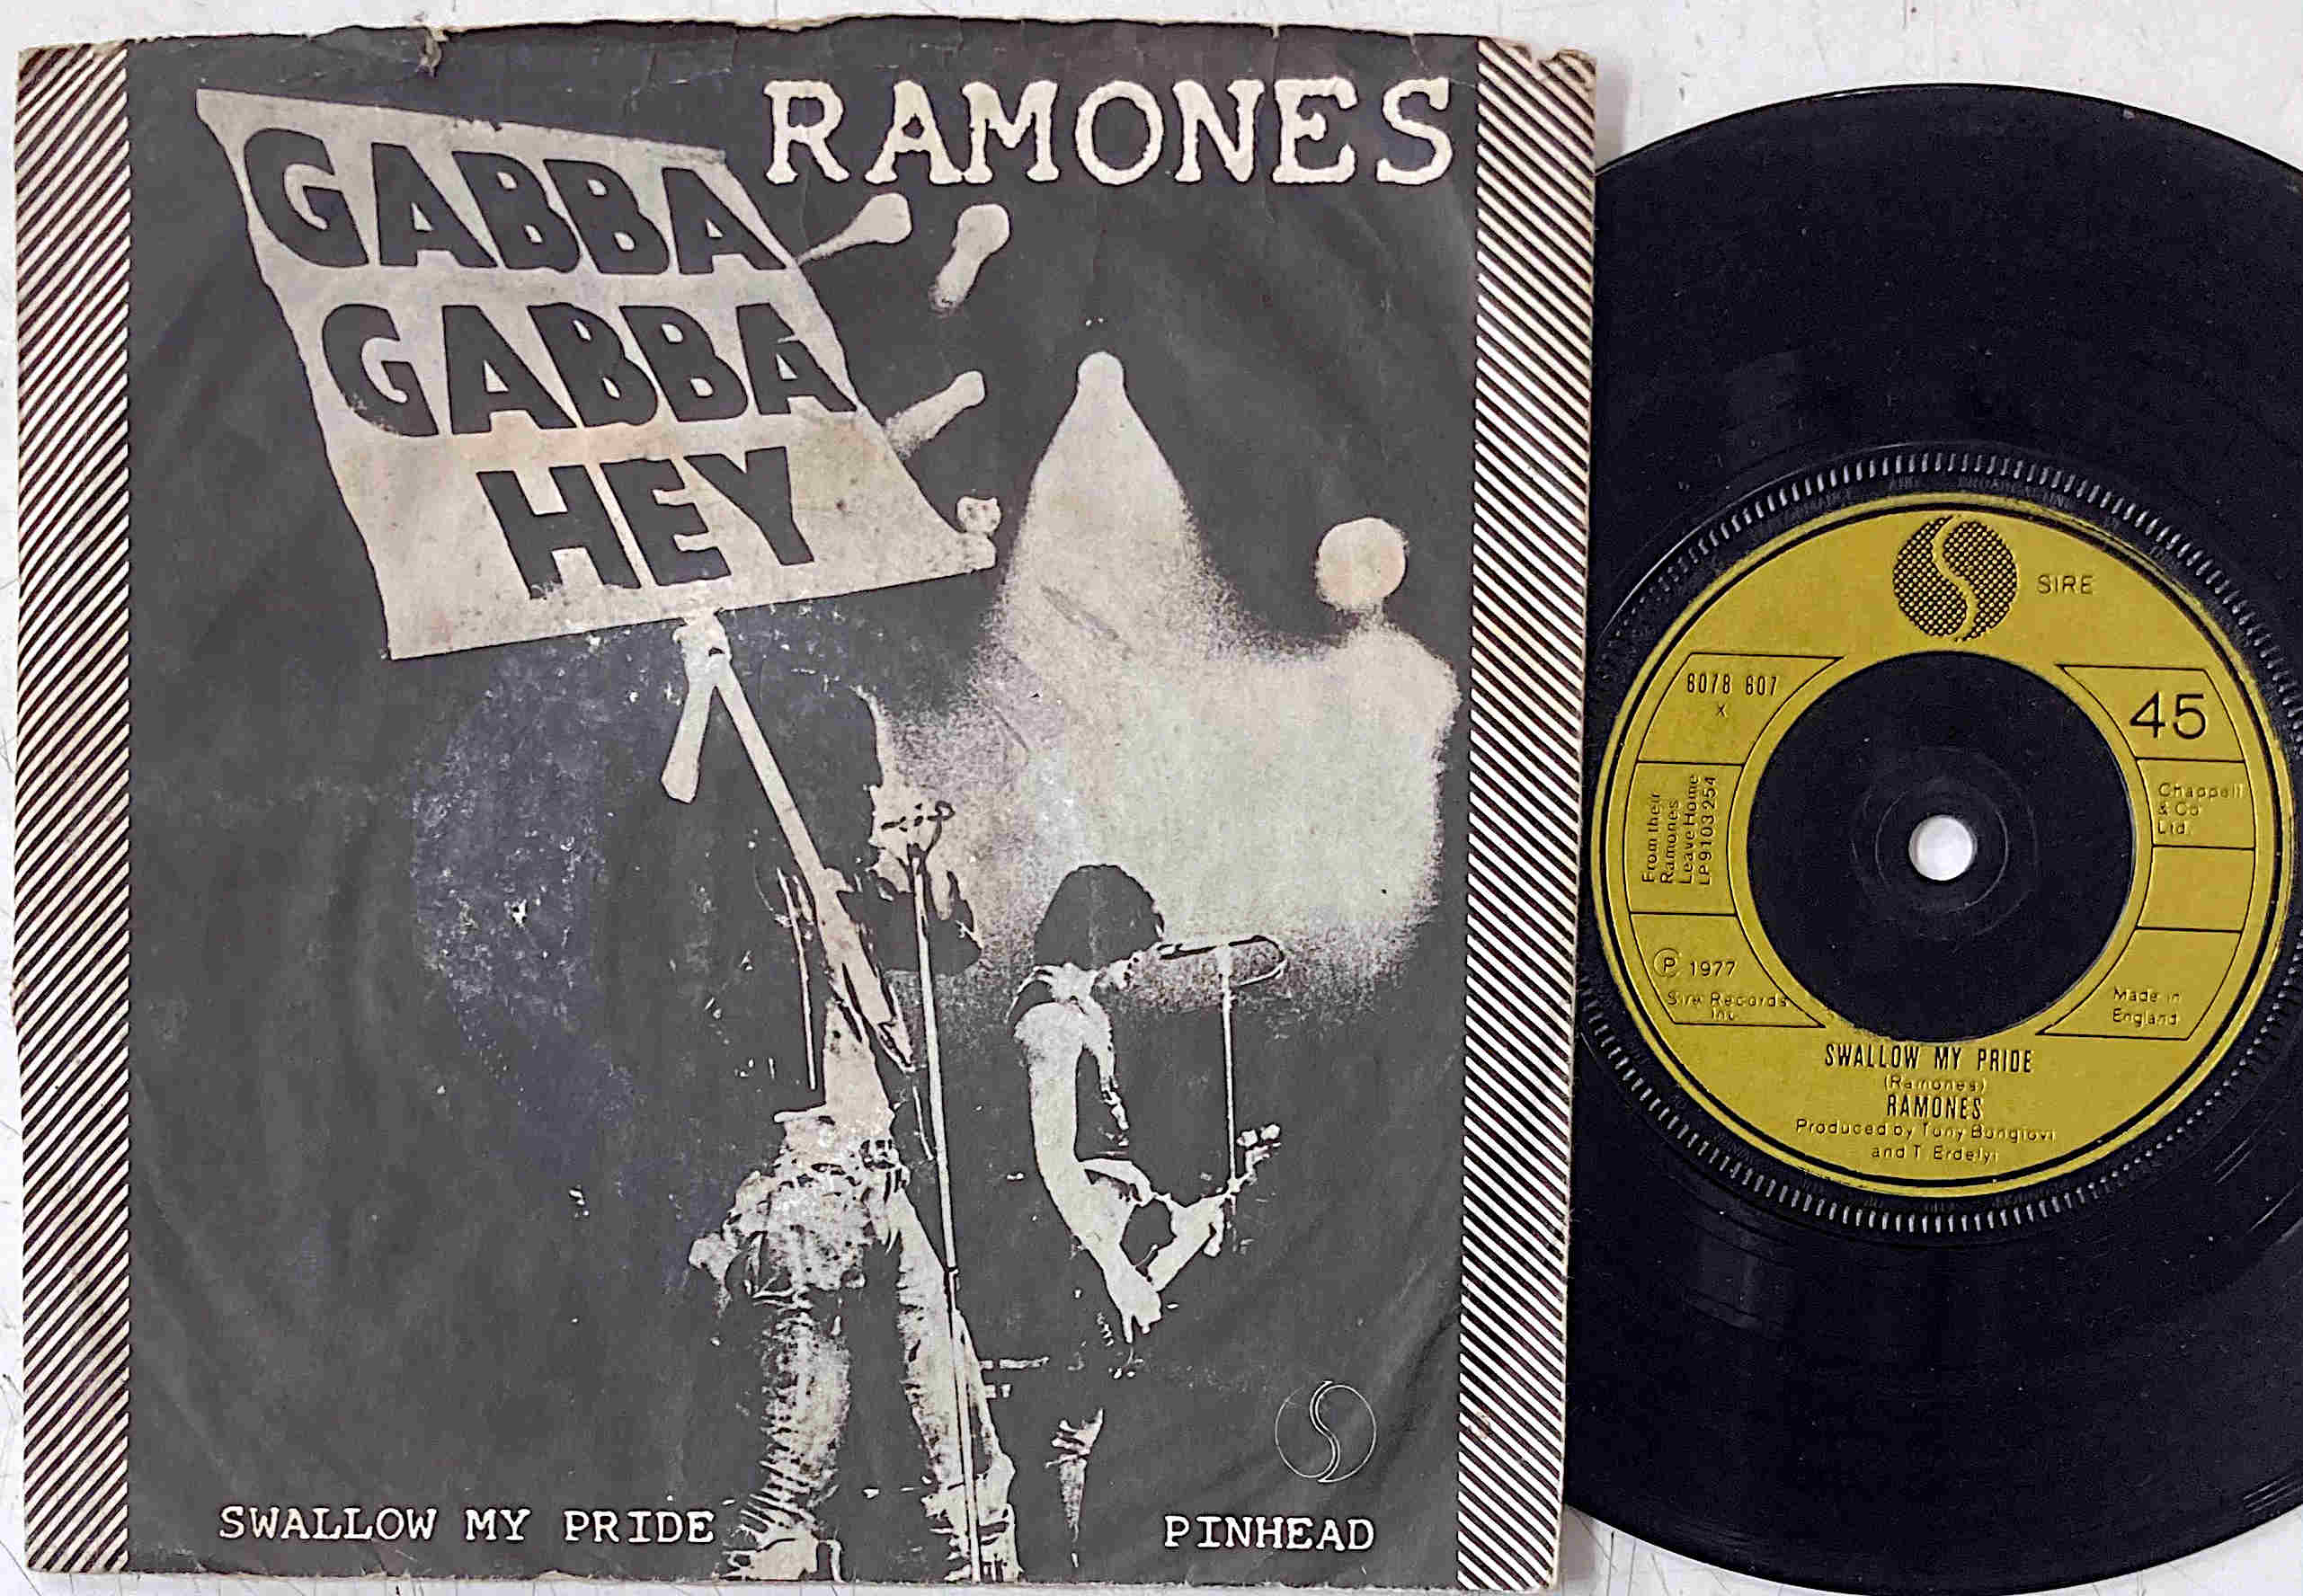 RAMONES
GABBA
GABBA
HEY
SWALLOW MY PRIDE
PINHEAD
SIRE
6078 607
X
45
From their
Ramones
Leave Home
LP9103254
Chappell
& Co
Ltd.
Ⓟ 1977
Sire Records
Inc.
Made in
England
SWALLOW MY PRIDE
(Ramones)
RAMONES
Produced by Tony Bongiovi
and T. Erdelyi